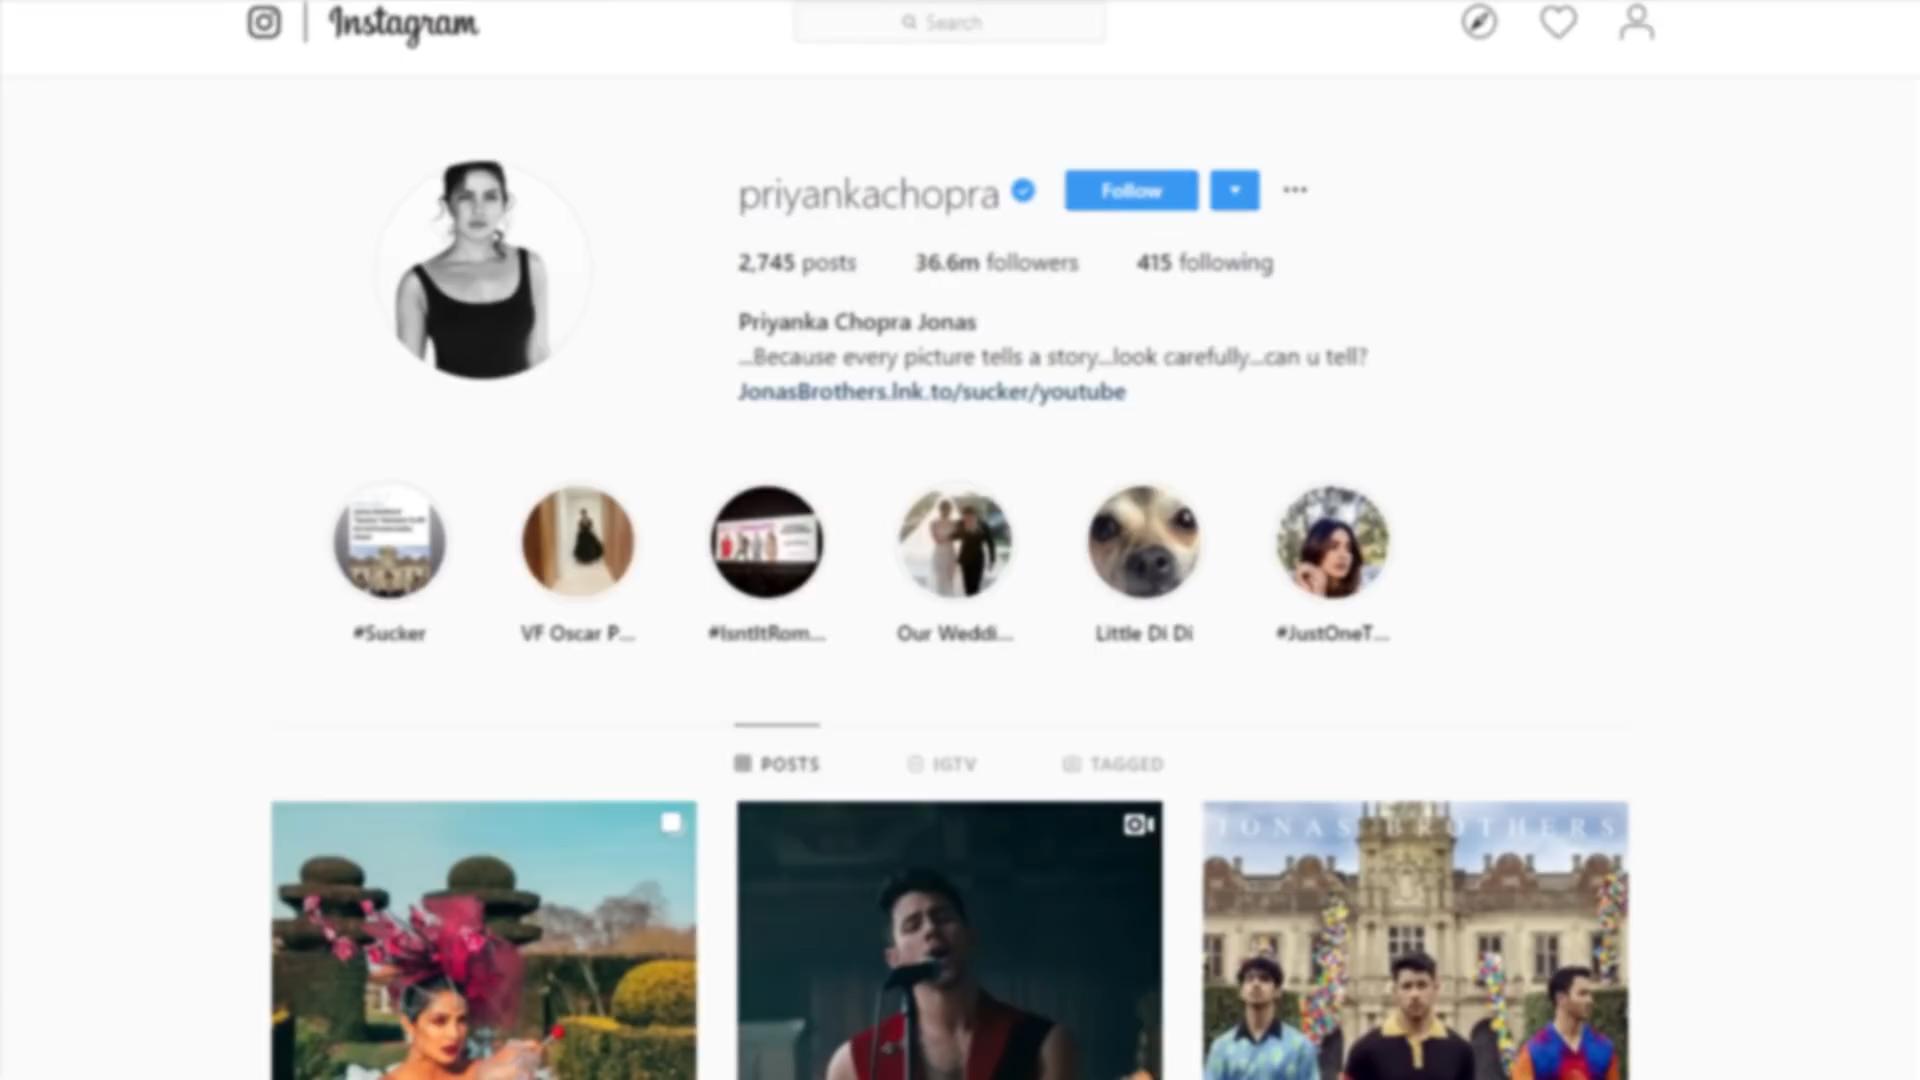 Instagram
Search
priyankachopra Follow
2,745 posts 36.6m followers 415 following
Priyanka Chopra Jonas
...Because every picture tells a story...look carefully...can u tell?
JonasBrothers.lnk.to/sucker/youtube
#Sucker VF Oscar P... #IsntItRom... Our Weddi... Little Di Di #JustOneT...
POSTS IGTV TAGGED
JONAS BROTHERS